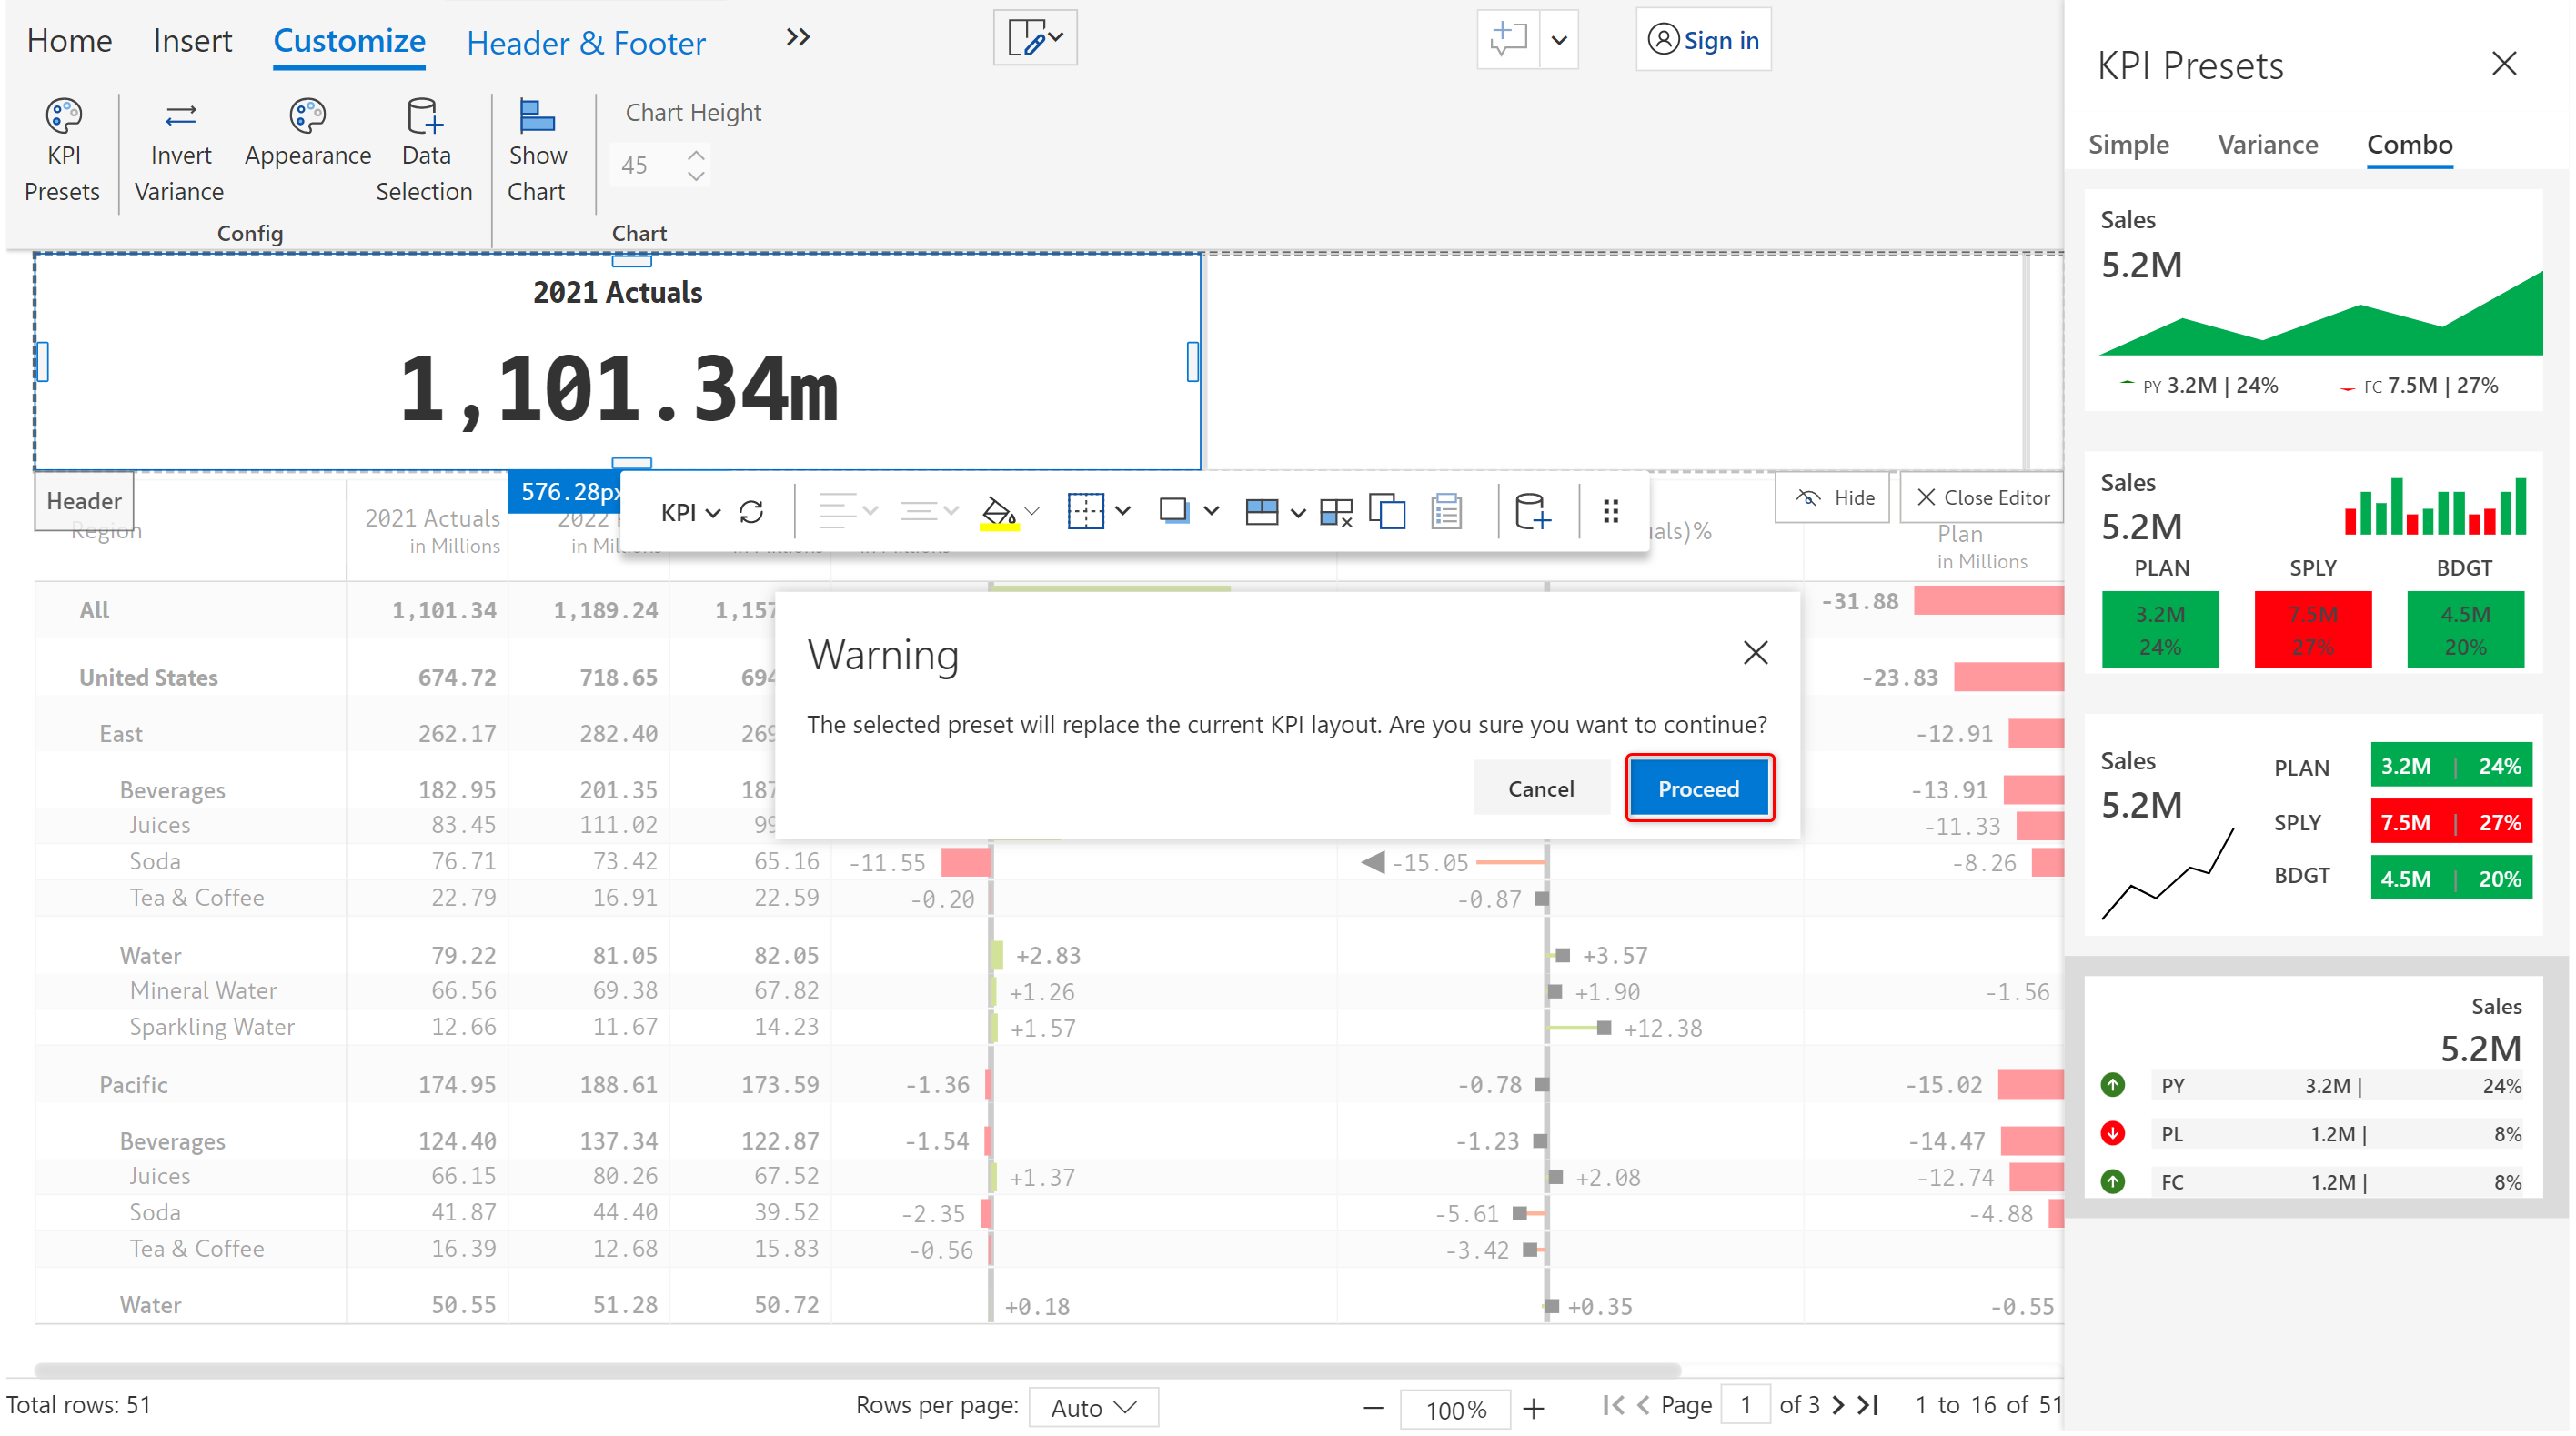 Home Insert Customize Header & Footer Sign in
KPI Presets
Invert Variance
Appearance
Data Selection
Show Chart
Chart Height
45
Config
Chart
2021 Actuals
1,101.34m
Header
576.28px
KPI
Hide
Close Editor
Region
2021 Actuals
in Millions
2022
in Millions
in Millions
in Millions
Plan
in Millions
All 1,101.34 1,189.24 1,157 -31.88
United States 674.72 718.65 694 -23.83
East 262.17 282.40 269 -12.91
Beverages 182.95 201.35 187 -13.91
Juices 83.45 111.02 -11.33
Soda 76.71 73.42 65.16 -11.55 -15.05 -8.26
Tea & Coffee 22.79 16.91 22.59 -0.20 -0.87
Water 79.22 81.05 82.05 +2.83 +3.57
Mineral Water 66.56 69.38 67.82 +1.26 +1.90 -1.56
Sparkling Water 12.66 11.67 14.23 +1.57 +12.38
Pacific 174.95 188.61 173.59 -1.36 -0.78 -15.02
Beverages 124.40 137.34 122.87 -1.54 -1.23 -14.47
Juices 66.15 80.26 67.52 +1.37 +2.08 -12.74
Soda 41.87 44.40 39.52 -2.35 -5.61 -4.88
Tea & Coffee 16.39 12.68 15.83 -0.56 -3.42
Water 50.55 51.28 50.72 +0.18 +0.35 -0.55
Warning
The selected preset will replace the current KPI layout. Are you sure you want to continue?
Cancel Proceed
Total rows: 51 Rows per page: Auto 100% Page 1 of 3 1 to 16 of 51
KPI Presets
Simple Variance Combo
Sales
5.2M
PY 3.2M | 24% FC 7.5M | 27%
Sales
5.2M
PLAN SPLY BDGT
3.2M 7.5M 4.5M
24% 27% 20%
Sales
5.2M
PLAN 3.2M | 24%
SPLY 7.5M | 27%
BDGT 4.5M | 20%
Sales
5.2M
PY 3.2M | 24%
PL 1.2M | 8%
FC 1.2M | 8%